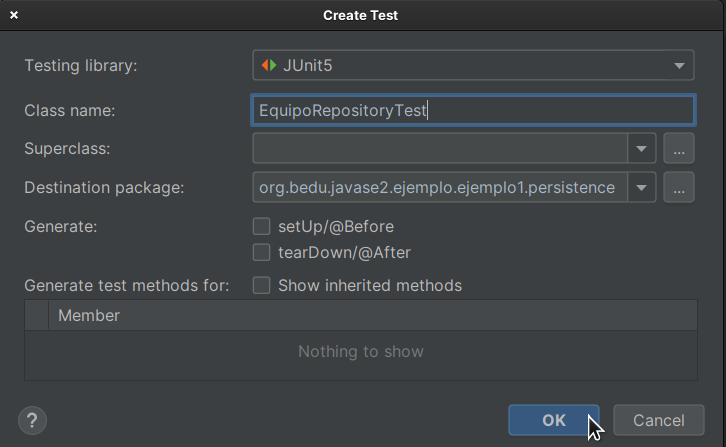 Create Test
Testing library: JUnit5
Class name: EquipoRepositoryTest
Superclass: ...
Destination package: org.bedu.javase2.ejemplo.ejemplo1.persistence ...
Generate: setUp/@Before
tearDown/@After
Generate test methods for: Show inherited methods
Member
Nothing to show
? OK Cancel